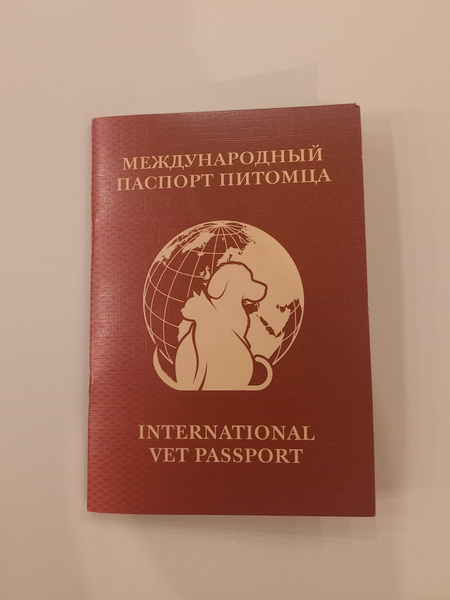 МЕЖДУНАРОДНЫЙ
ПАСПОРТ ПИТОМЦА
INTERNATIONAL
VET PASSPORT